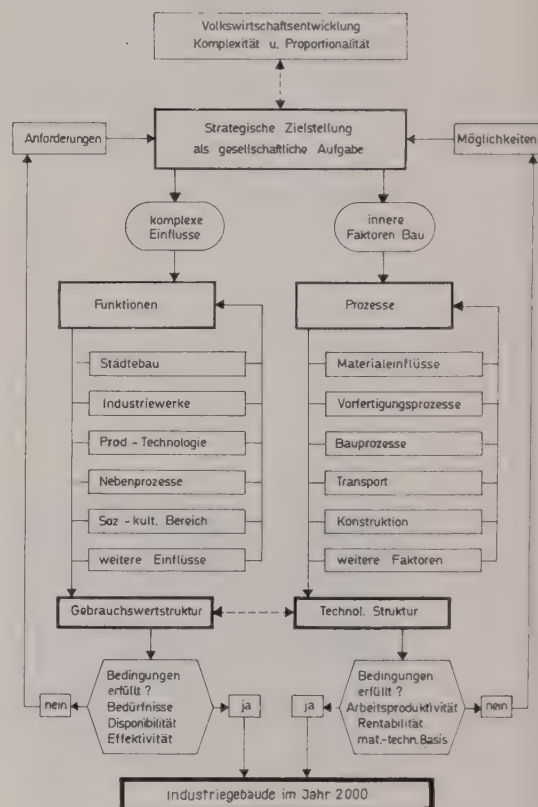 Volkswirtschaftsentwicklung
Komplexität u. Proportionalität
Anforderungen
Strategische Zielstellung
als gesellschaftliche Aufgabe
Möglichkeiten
komplexe
Einflüsse
innere
Faktoren Bau
Funktionen
Prozesse
Städtebau
Industriewerke
Prod - Technologie
Nebenprozesse
Soz - kult. Bereich
weitere Einflüsse
Materialeinflüsse
Vorfertigungsprozesse
Bauprozesse
Transport
Konstruktion
weitere Faktoren
Gebrauchswertstruktur
Technol. Struktur
nein
Bedingungen
erfüllt ?
Bedürfnisse
Disponibilität
Effektivität
ja
ja
Bedingungen
erfüllt ?
Arbeitsproduktivität
Rentabilität
mat.-techn. Basis
nein
Industriegebäude im Jahr 2000